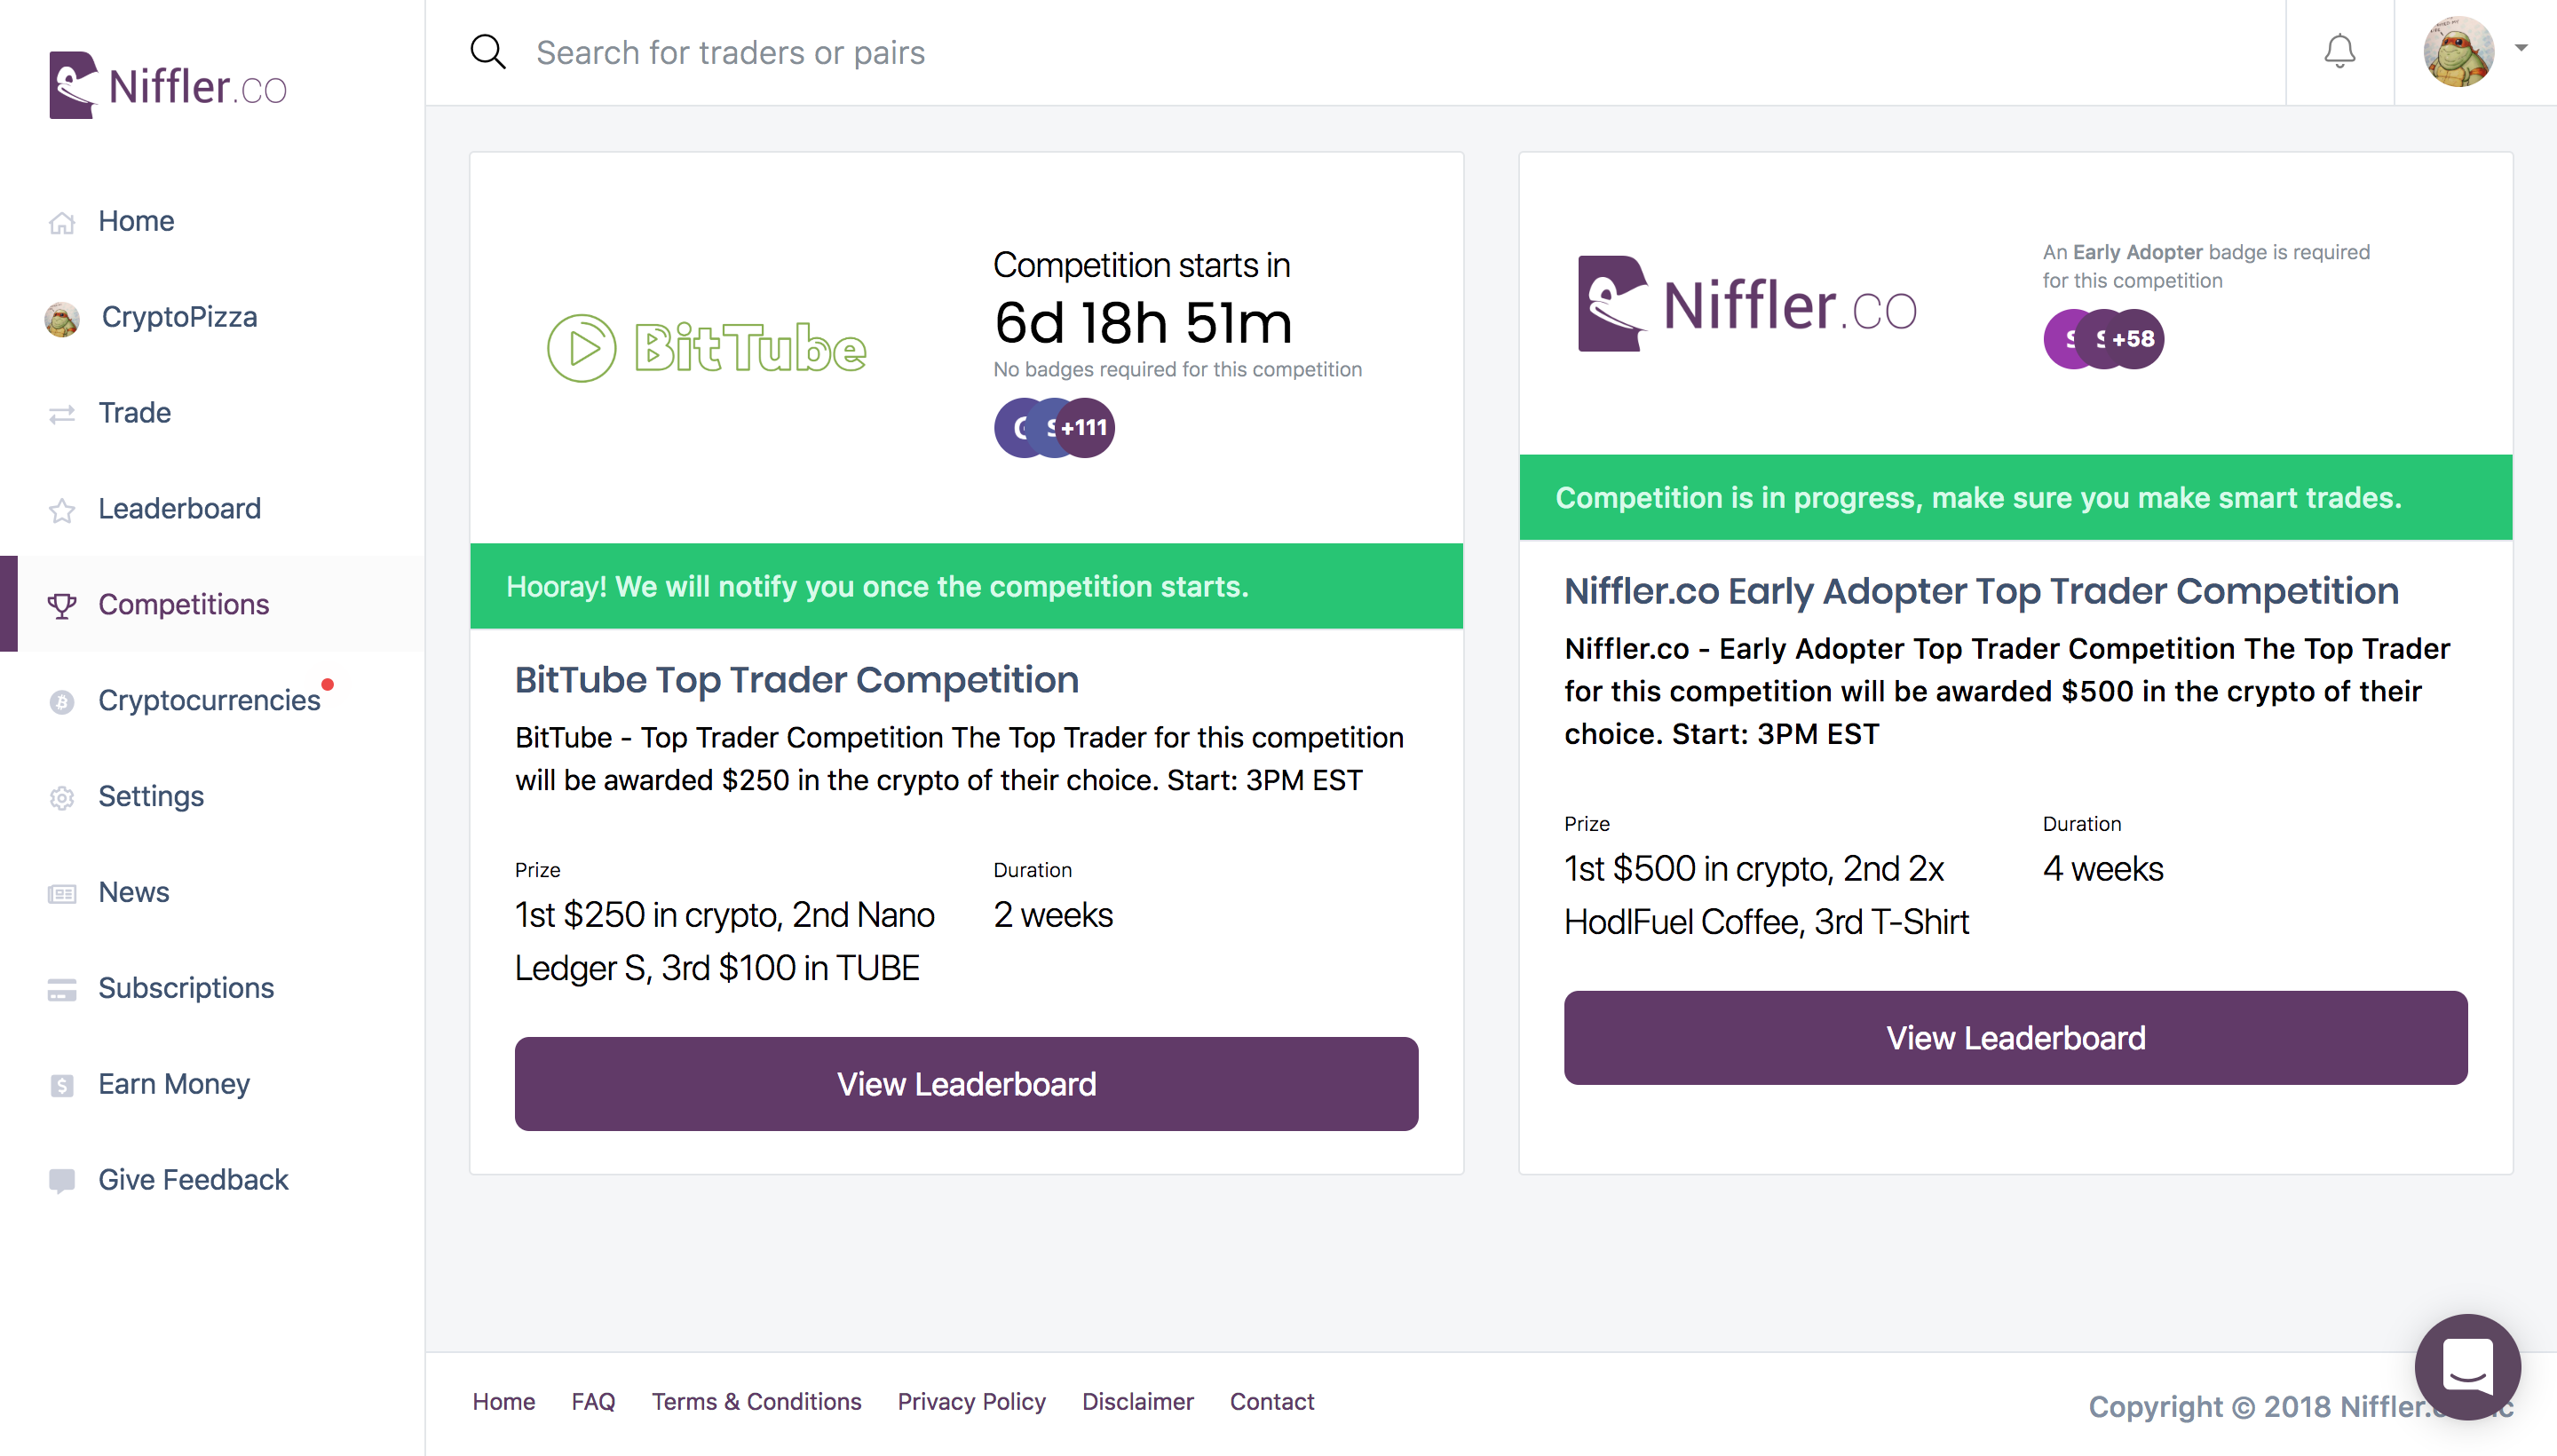 Niffler.co
Search for traders or pairs
Home
CryptoPizza
Trade
Leaderboard
Competitions
Cryptocurrencies
Settings
News
Subscriptions
Earn Money
Give Feedback
BitTube
Competition starts in
6d 18h 51m
No badges required for this competition
+111
Hooray! We will notify you once the competition starts.
BitTube Top Trader Competition
BitTube - Top Trader Competition The Top Trader for this competition
will be awarded $250 in the crypto of their choice. Start: 3PM EST
Prize
1st $250 in crypto, 2nd Nano
Ledger S, 3rd $100 in TUBE
Duration
2 weeks
View Leaderboard
Niffler.co
An Early Adopter badge is required
for this competition
+58
Competition is in progress, make sure you make smart trades.
Niffler.co Early Adopter Top Trader Competition
Niffler.co - Early Adopter Top Trader Competition The Top Trader
for this competition will be awarded $500 in the crypto of their
choice. Start: 3PM EST
Prize
1st $500 in crypto, 2nd 2x
HodlFuel Coffee, 3rd T-Shirt
Duration
4 weeks
View Leaderboard
Home FAQ Terms & Conditions Privacy Policy Disclaimer Contact
Copyright © 2018